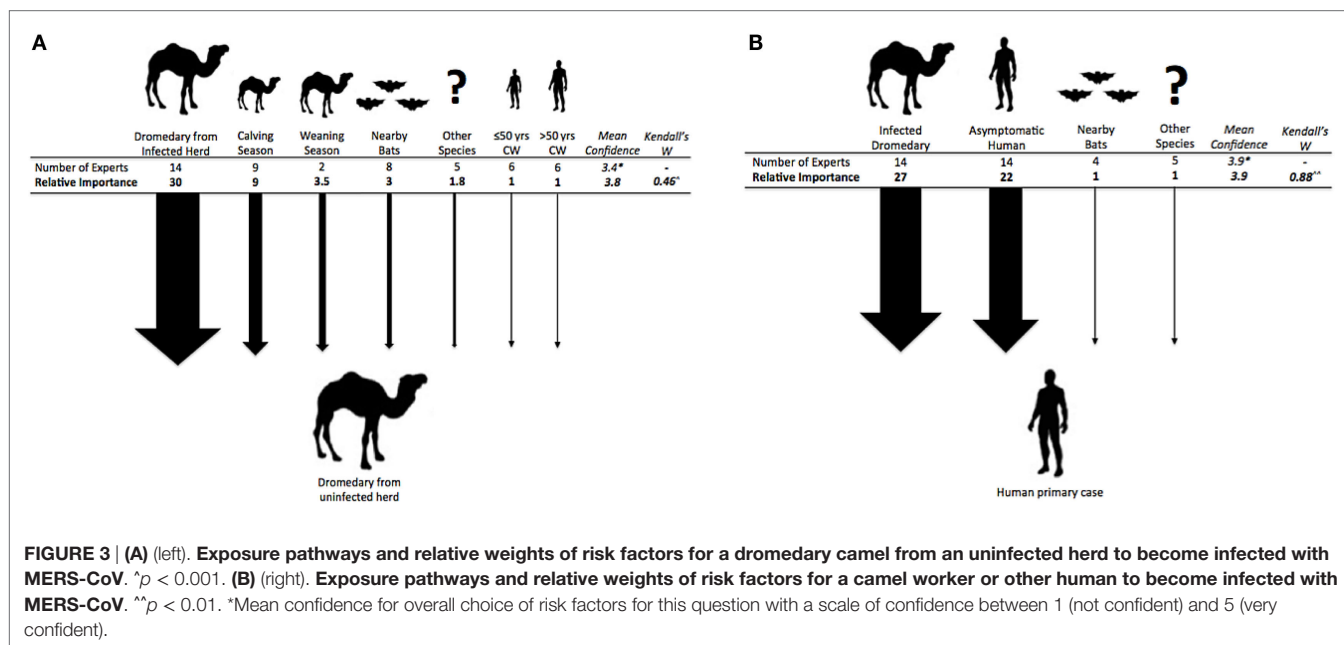 A
?
Dromedary from Infected Herd Calving Season Weaning Season Nearby Bats Other Species ≤50 yrs CW >50 yrs CW Mean Confidence Kendall's W
Number of Experts 14 9 2 8 5 6 6 3.4* -
Relative Importance 30 9 3.5 3 1.8 1 1 3.8 0.46^
Dromedary from
uninfected herd
B
?
Infected Dromedary Asymptomatic Human Nearby Bats Other Species Mean Confidence Kendall's W
Number of Experts 14 14 4 5 3.9* -
Relative Importance 27 22 1 1 3.9 0.88^^
Human primary case
FIGURE 3 | (A) (left). Exposure pathways and relative weights of risk factors for a dromedary camel from an uninfected herd to become infected with
MERS-CoV. ^p < 0.001. (B) (right). Exposure pathways and relative weights of risk factors for a camel worker or other human to become infected with
MERS-CoV. ^^p < 0.01. *Mean confidence for overall choice of risk factors for this question with a scale of confidence between 1 (not confident) and 5 (very
confident).